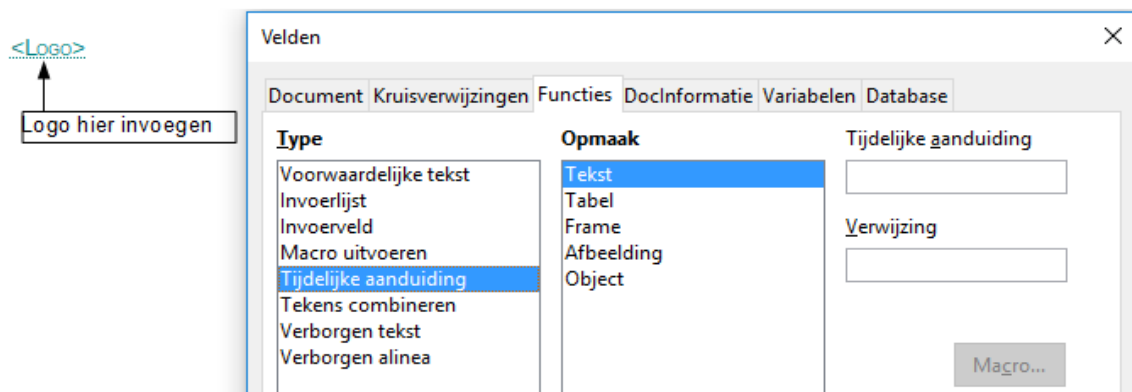 <LOGO>
Logo hier invoegen
Velden
Document Kruisverwijzingen Functies DocInformatie Variabelen Database
Type
Voorwaardelijke tekst
Invoerlijst
Invoerveld
Macro uitvoeren
Tijdelijke aanduiding
Tekens combineren
Verborgen tekst
Verborgen alinea
Opmaak
Tekst
Tabel
Frame
Afbeelding
Object
Tijdelijke aanduiding
Verwijzing
Macro...